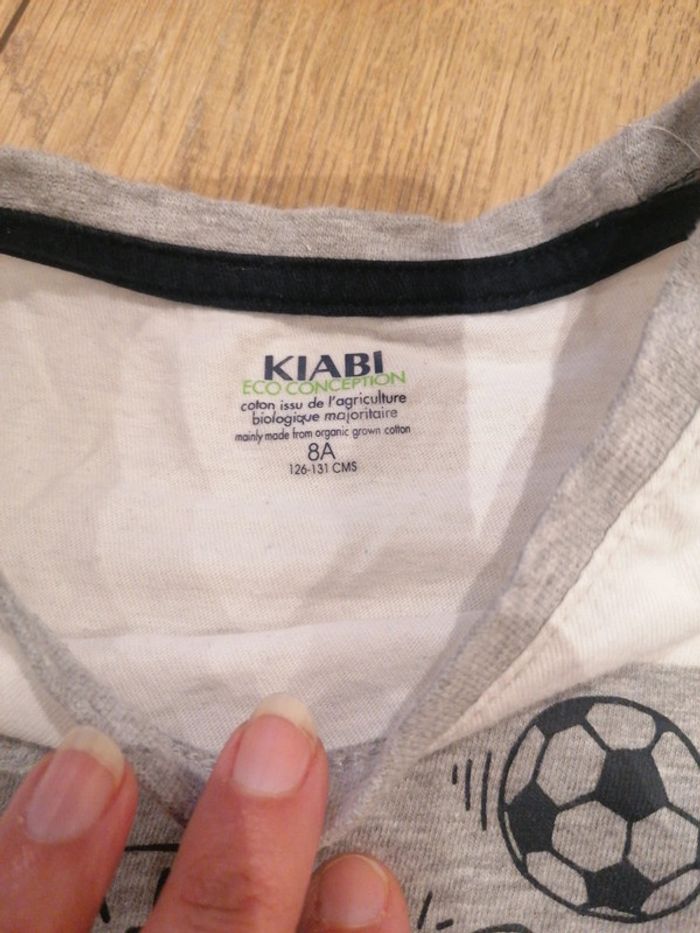 KIABI
ECO CONCEPTION
coton issu de l'agriculture
biologique majoritaire
mainly made from organic grown cotton
8A
126-131 CMS